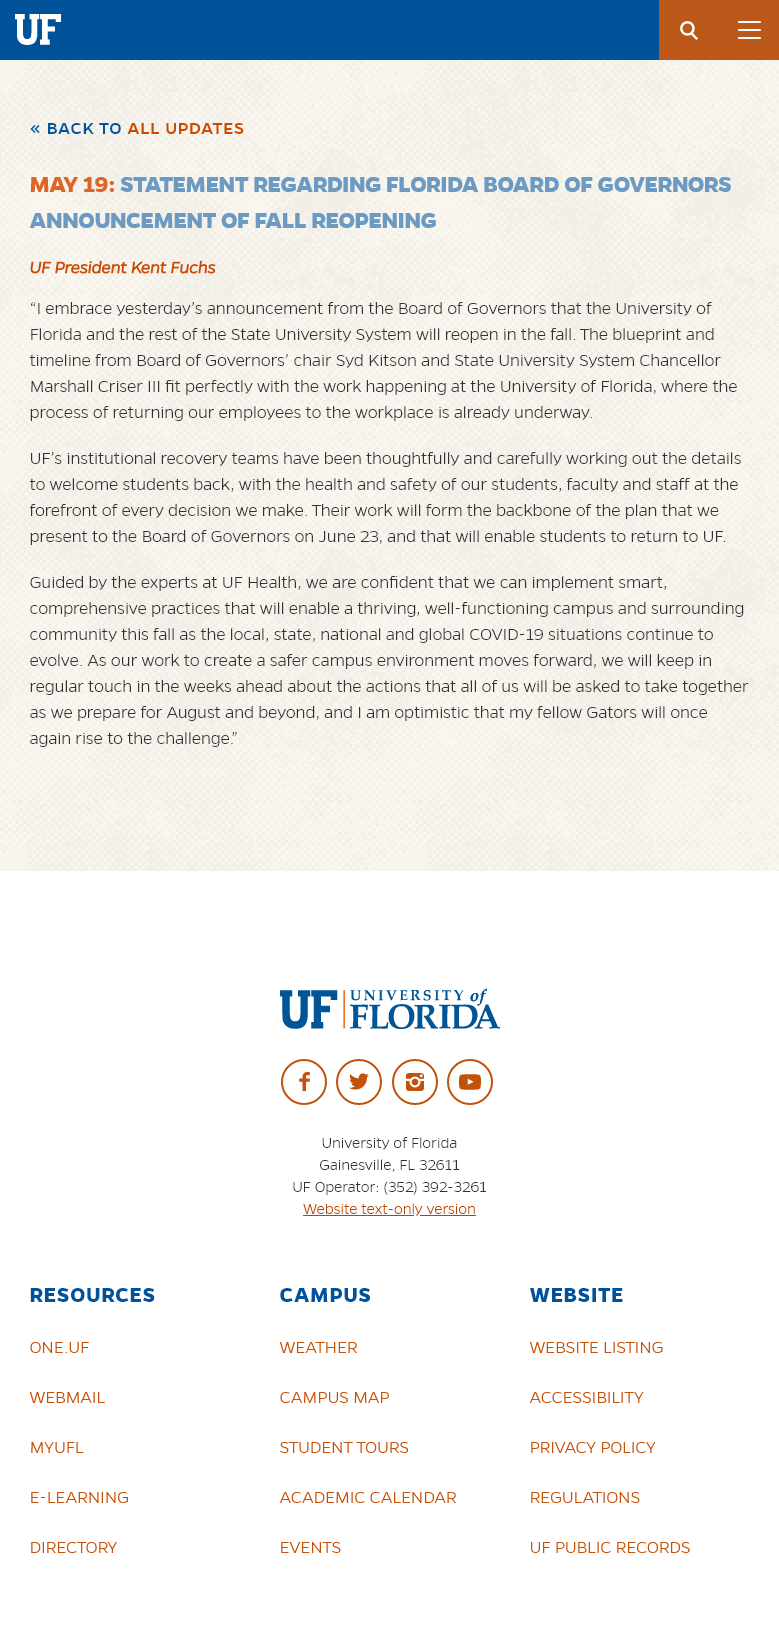 UF
« BACK TO ALL UPDATES
MAY 19: STATEMENT REGARDING FLORIDA BOARD OF GOVERNORS
ANNOUNCEMENT OF FALL REOPENING
UF President Kent Fuchs
“I embrace yesterday’s announcement from the Board of Governors that the University of
Florida and the rest of the State University System will reopen in the fall. The blueprint and
timeline from Board of Governors’ chair Syd Kitson and State University System Chancellor
Marshall Criser III fit perfectly with the work happening at the University of Florida, where the
process of returning our employees to the workplace is already underway.
UF’s institutional recovery teams have been thoughtfully and carefully working out the details
to welcome students back, with the health and safety of our students, faculty and staff at the
forefront of every decision we make. Their work will form the backbone of the plan that we
present to the Board of Governors on June 23, and that will enable students to return to UF.
Guided by the experts at UF Health, we are confident that we can implement smart,
comprehensive practices that will enable a thriving, well-functioning campus and surrounding
community this fall as the local, state, national and global COVID-19 situations continue to
evolve. As our work to create a safer campus environment moves forward, we will keep in
regular touch in the weeks ahead about the actions that all of us will be asked to take together
as we prepare for August and beyond, and I am optimistic that my fellow Gators will once
again rise to the challenge.”
UF UNIVERSITY of
FLORIDA
University of Florida
Gainesville, FL 32611
UF Operator: (352) 392-3261
Website text-only version
RESOURCES
ONE.UF
WEBMAIL
MYUFL
E-LEARNING
DIRECTORY
CAMPUS
WEATHER
CAMPUS MAP
STUDENT TOURS
ACADEMIC CALENDAR
EVENTS
WEBSITE
WEBSITE LISTING
ACCESSIBILITY
PRIVACY POLICY
REGULATIONS
UF PUBLIC RECORDS